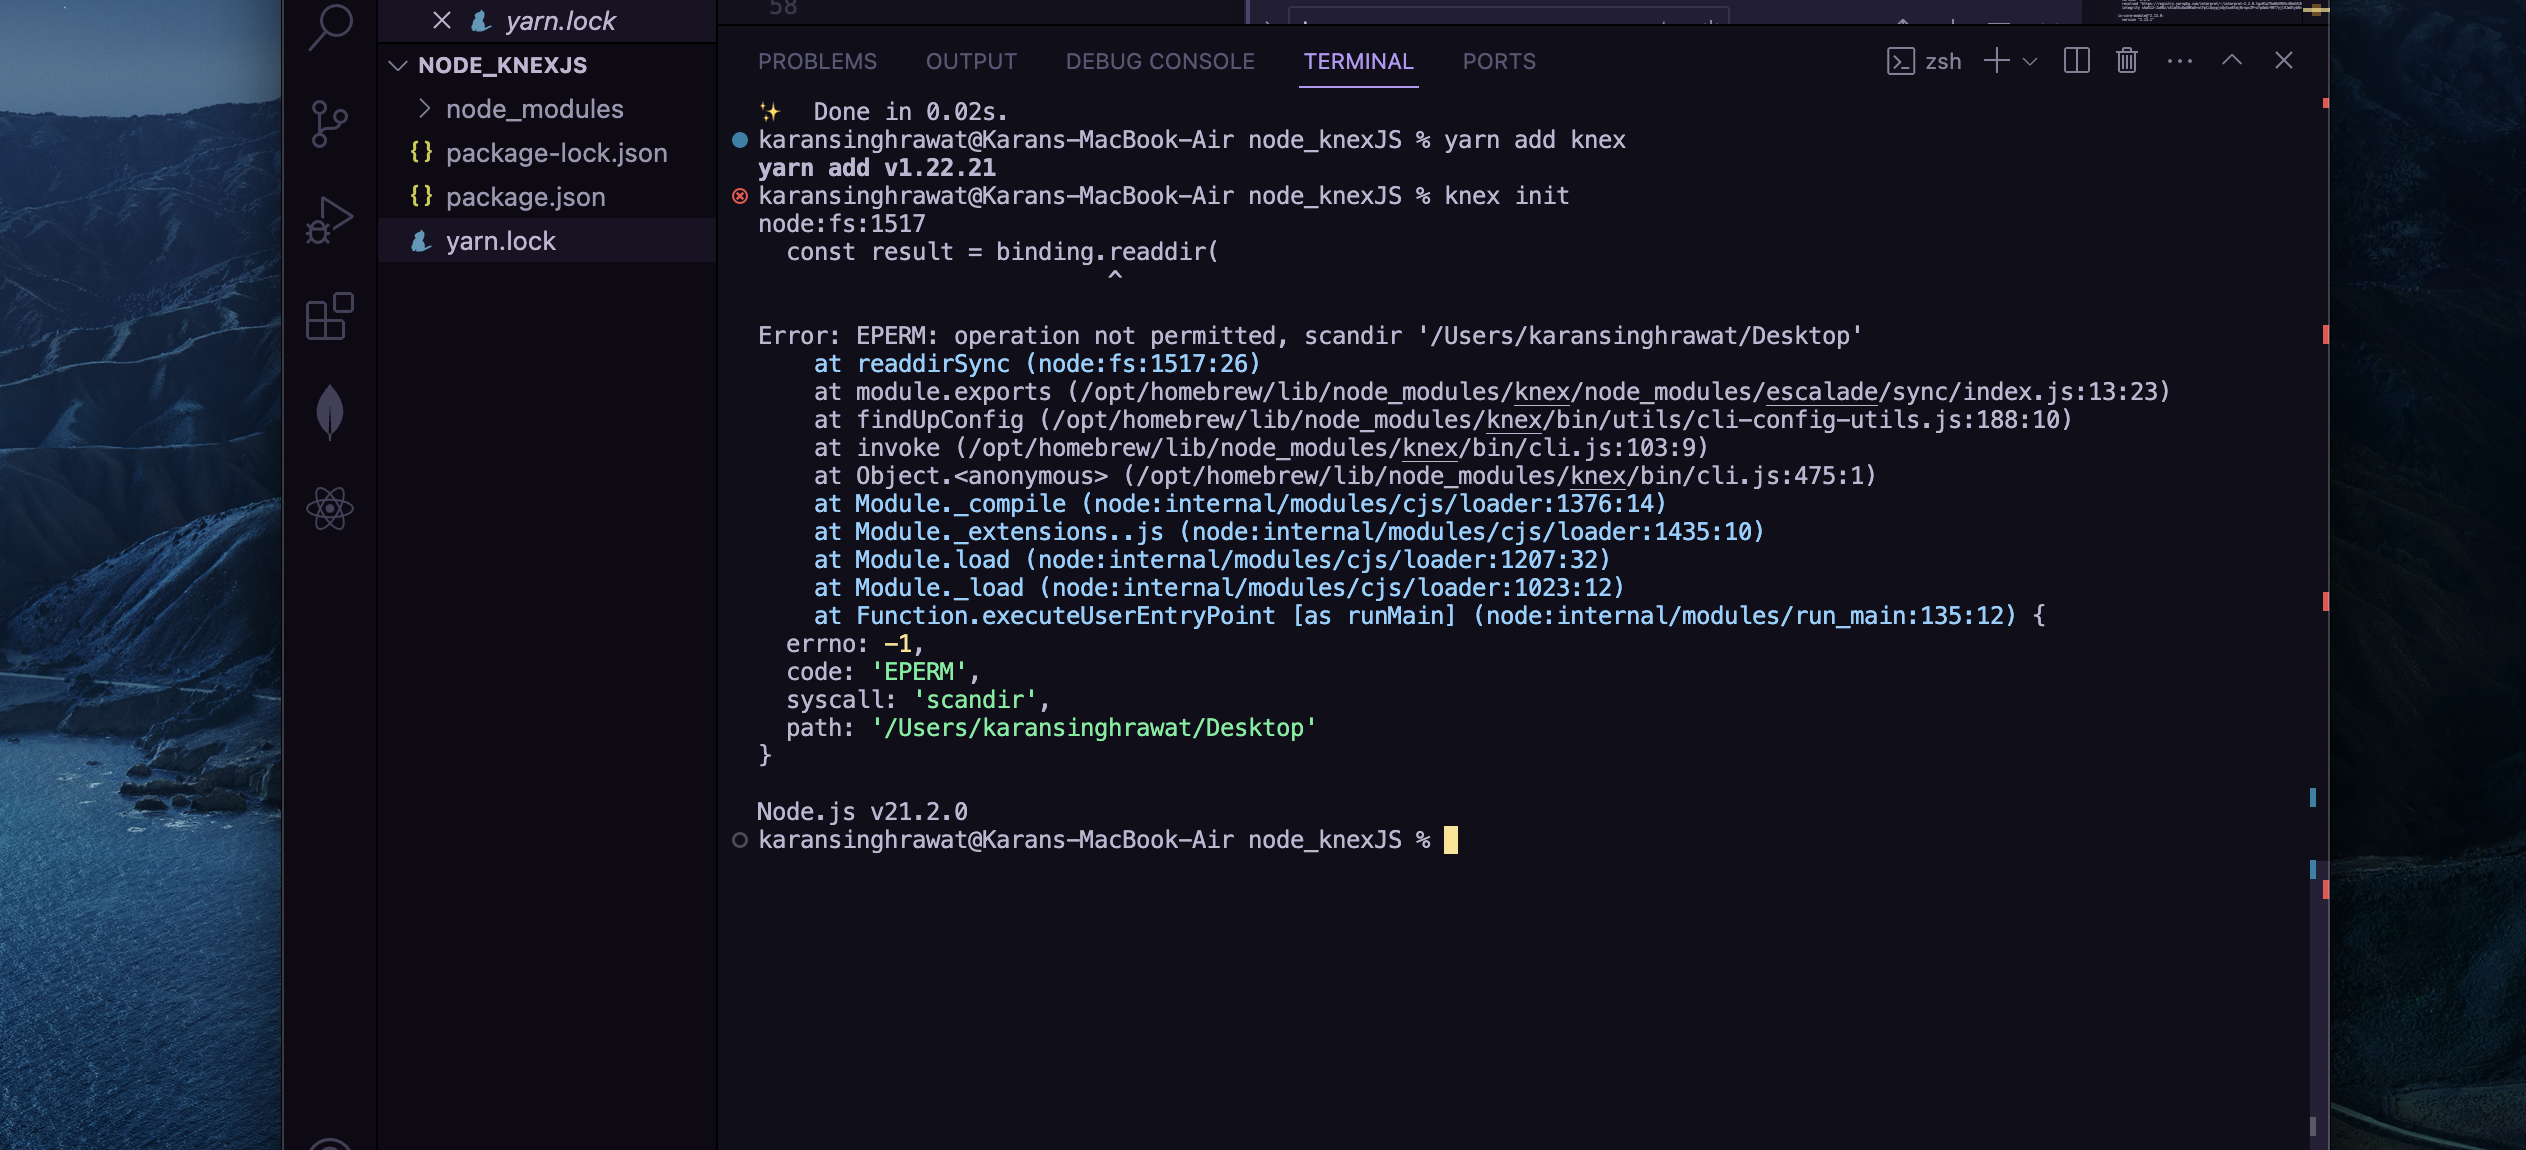 58
yarn.lock
NODE_KNEXJS
node_modules
package-lock.json
package.json
yarn.lock
PROBLEMS OUTPUT DEBUG CONSOLE TERMINAL PORTS zsh
✨ Done in 0.02s.
karansinghrawat@Karans-MacBook-Air node_knexJS % yarn add knex
yarn add v1.22.21
karansinghrawat@Karans-MacBook-Air node_knexJS % knex init
node:fs:1517
  const result = binding.readdir(
                         ^
Error: EPERM: operation not permitted, scandir '/Users/karansinghrawat/Desktop'
    at readdirSync (node:fs:1517:26)
    at module.exports (/opt/homebrew/lib/node_modules/knex/node_modules/escalade/sync/index.js:13:23)
    at findUpConfig (/opt/homebrew/lib/node_modules/knex/bin/utils/cli-config-utils.js:188:10)
    at invoke (/opt/homebrew/lib/node_modules/knex/bin/cli.js:103:9)
    at Object.<anonymous> (/opt/homebrew/lib/node_modules/knex/bin/cli.js:475:1)
    at Module._compile (node:internal/modules/cjs/loader:1376:14)
    at Module._extensions..js (node:internal/modules/cjs/loader:1435:10)
    at Module.load (node:internal/modules/cjs/loader:1207:32)
    at Module._load (node:internal/modules/cjs/loader:1023:12)
    at Function.executeUserEntryPoint [as runMain] (node:internal/modules/run_main:135:12) {
  errno: -1,
  code: 'EPERM',
  syscall: 'scandir',
  path: '/Users/karansinghrawat/Desktop'
}
Node.js v21.2.0
karansinghrawat@Karans-MacBook-Air node_knexJS %